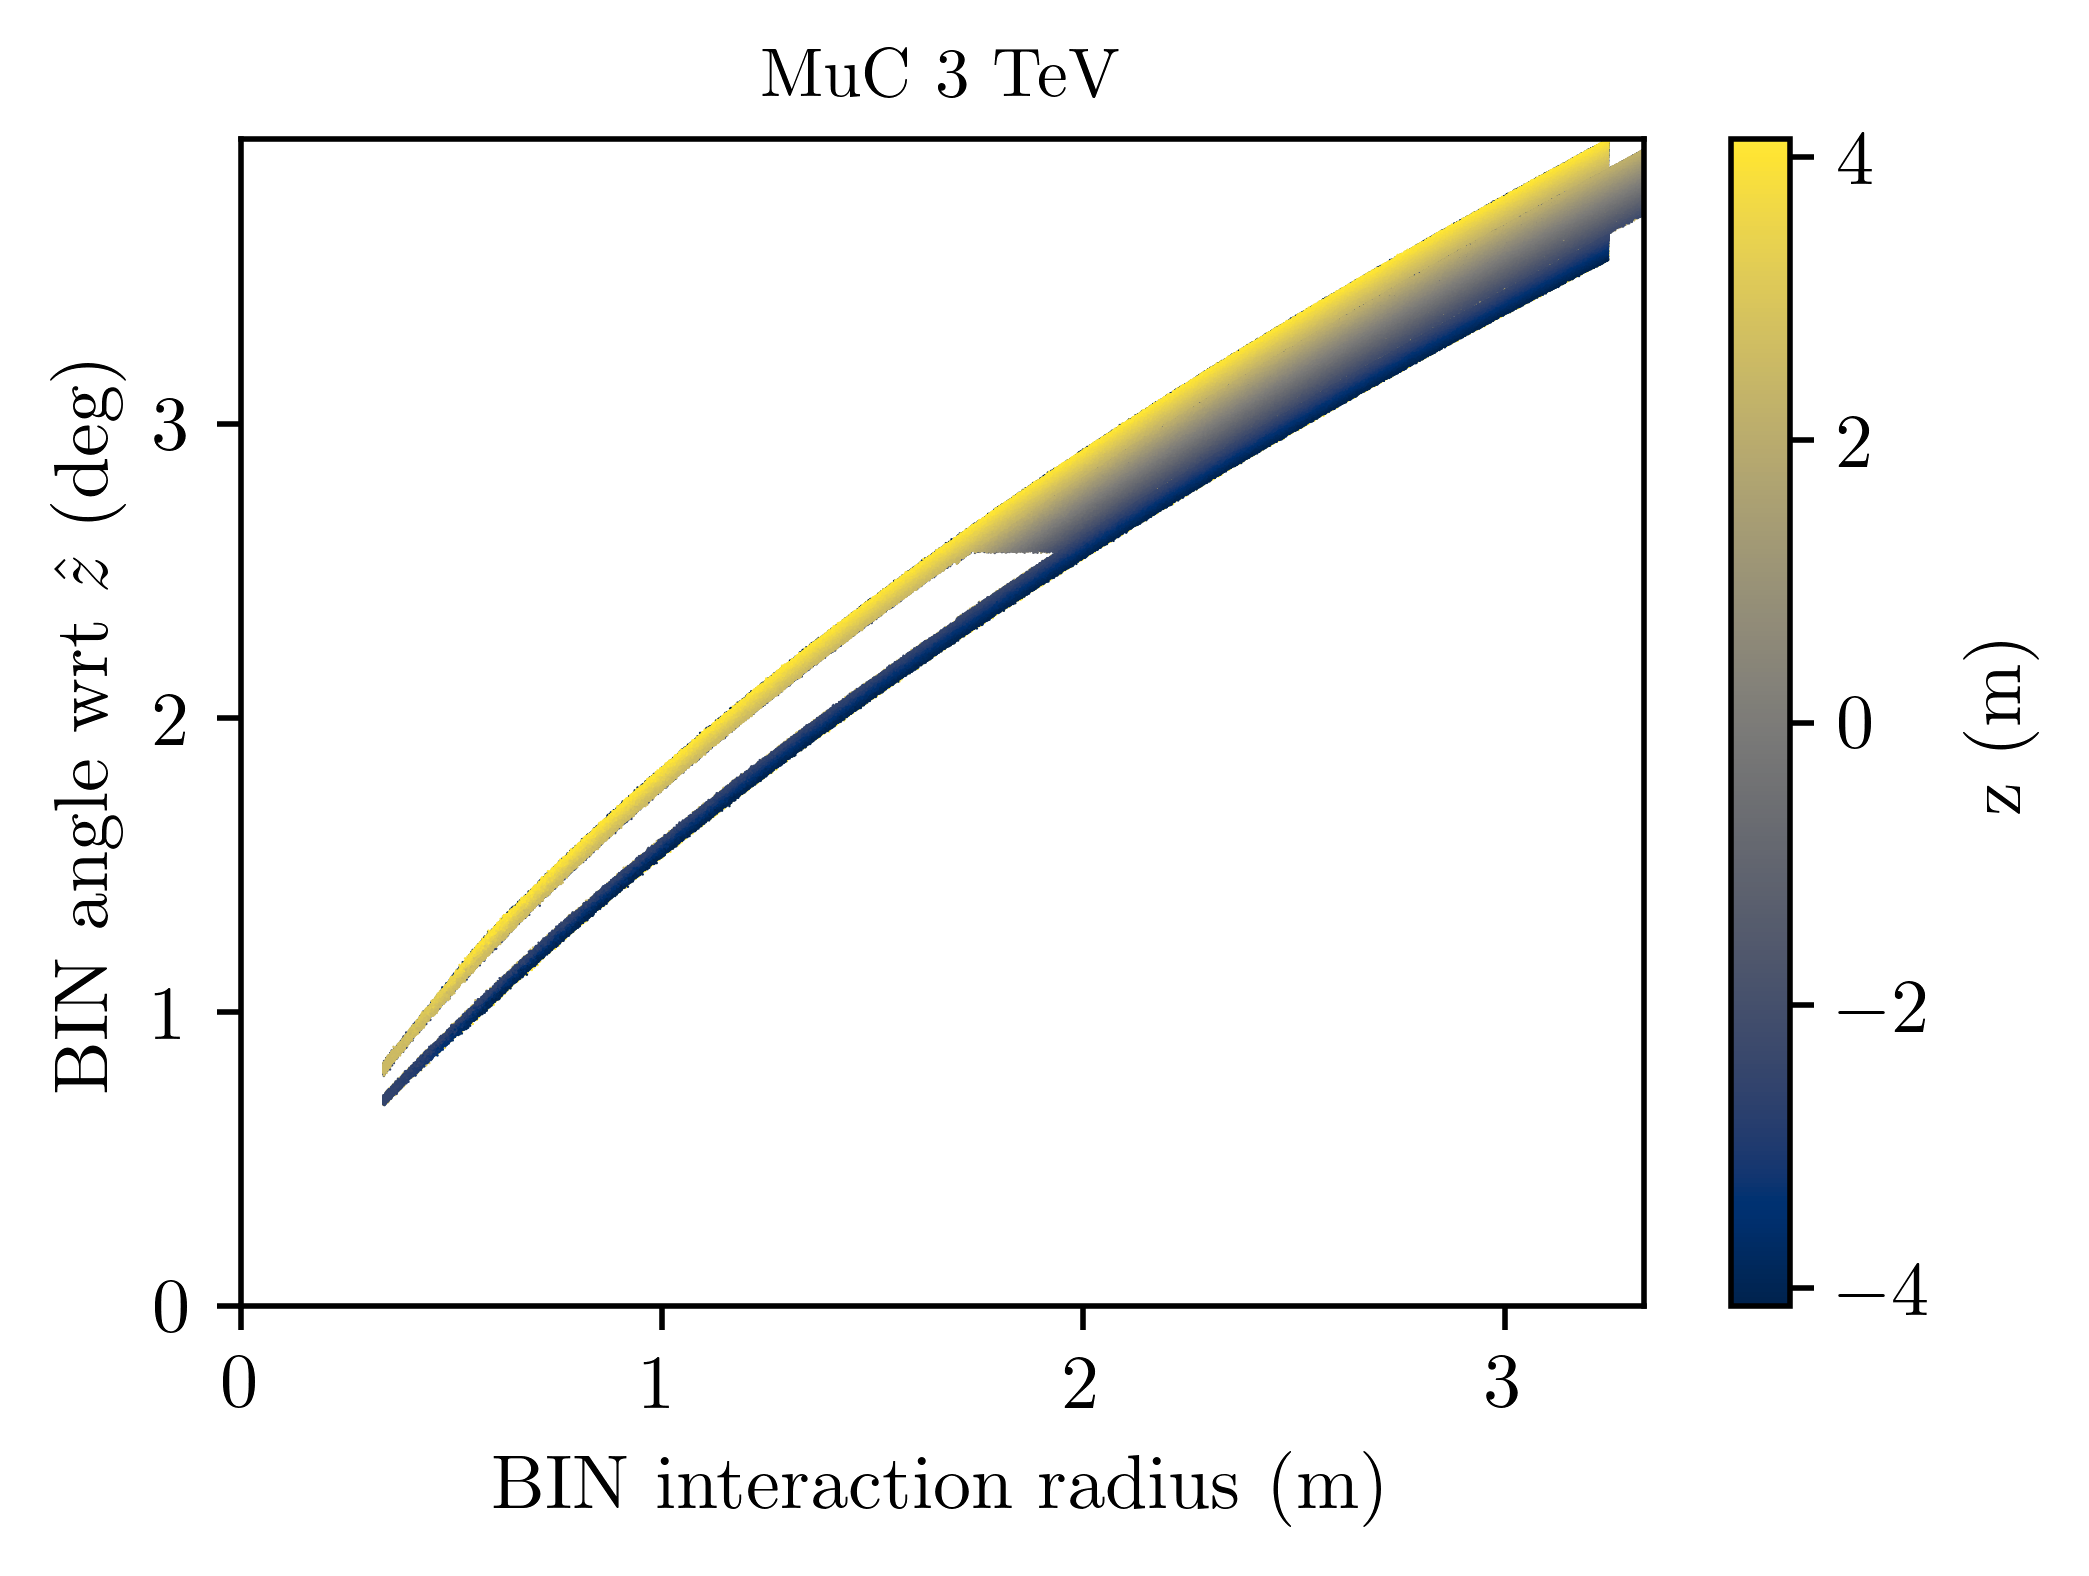 MuC 3 TeV
BIN angle wrt ẑ (deg)
3
2
1
0
0 1 2 3
BIN interaction radius (m)
4
2
0
−2
−4
z (m)